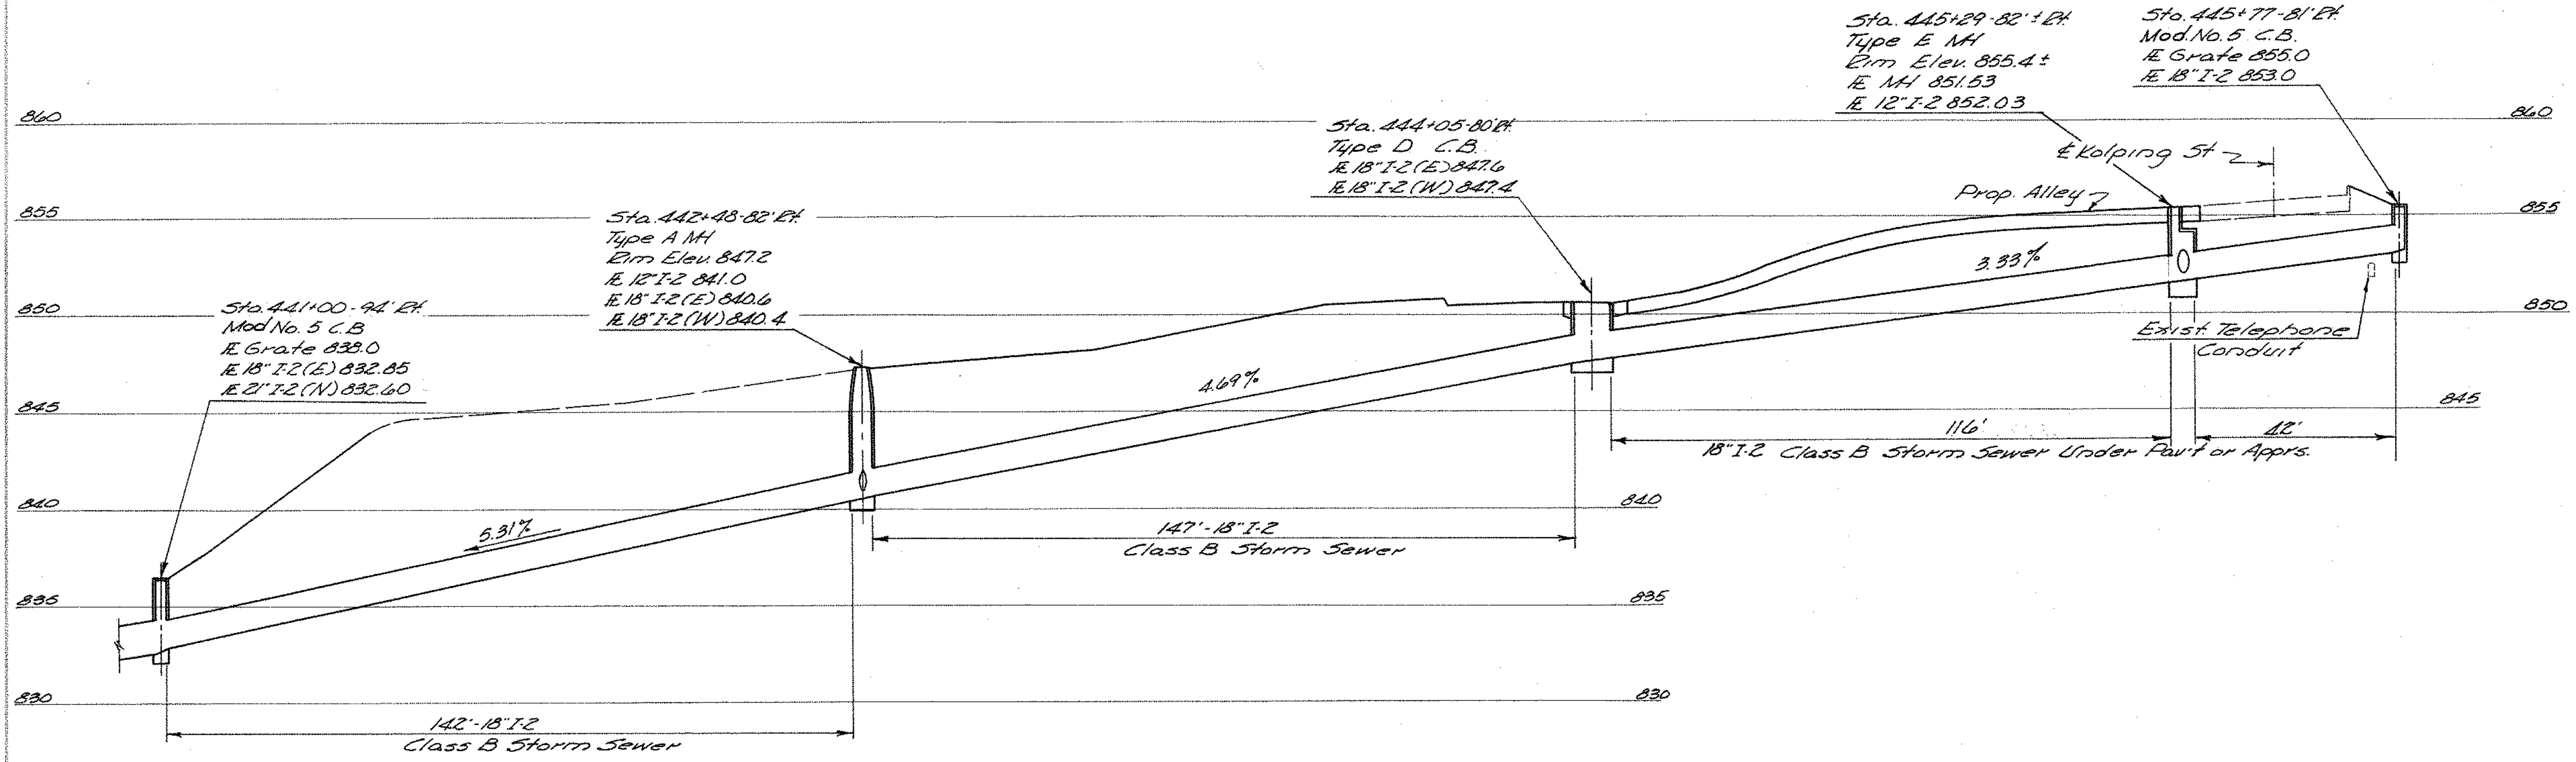 Sta. 445+29-82'± Rt.
Type E MH
Rim Elev. 855.4±
℄ MH 851.53
℄ 12" I-2 852.03
Sta. 445+77-81' Rt.
Mod. No. 5 C.B.
℄ Grate 855.0
℄ 18" I-2 853.0
860
860
Sta. 444+05-80' Rt.
Type D C.B.
℄ 18" I-2 (E) 847.6
℄ 18" I-2 (W) 847.4
℄ Kolping St
Prop. Alley
855
855
Sta. 442+48-82' Rt.
Type A MH
Rim Elev. 847.2
℄ 12" I-2 841.0
℄ 18" I-2 (E) 840.6
℄ 18" I-2 (W) 840.4
3.33%
850
850
Sta. 441+00-94' Rt.
Mod No. 5 C.B
℄ Grate 838.0
℄ 18" I-2 (E) 832.85
℄ 21" I-2 (N) 832.60
Exist. Telephone
Conduit
4.69%
845
845
116'
42'
18" I-2 Class B Storm Sewer Under Pav't or Apprs.
840
840
5.31%
147'-18" I-2
Class B Storm Sewer
835
835
830
830
142'-18" I-2
Class B Storm Sewer